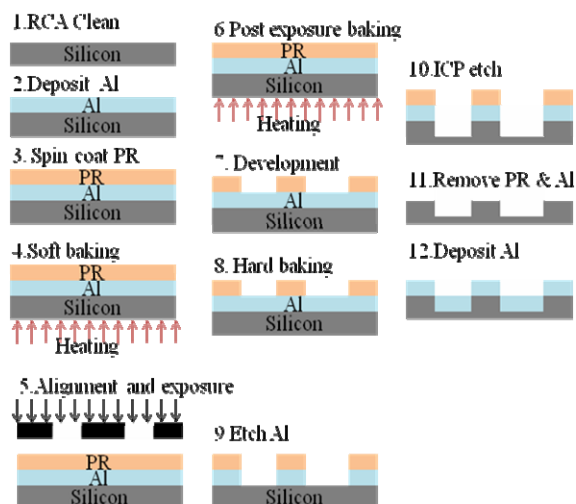 1.RCA Clean
Silicon
2.Deposit Al
Al
Silicon
3. Spin coat PR
PR
Al
Silicon
4.Soft baking
PR
Al
Silicon
Heating
5.Alignment and exposure
PR
Al
Silicon
6 Post exposure baking
PR
Al
Silicon
Heating
7. Development
Al
Silicon
8. Hard baking
Al
Silicon
9 Etch Al
Silicon
10.ICP etch
11.Remove PR & Al
12.Deposit Al